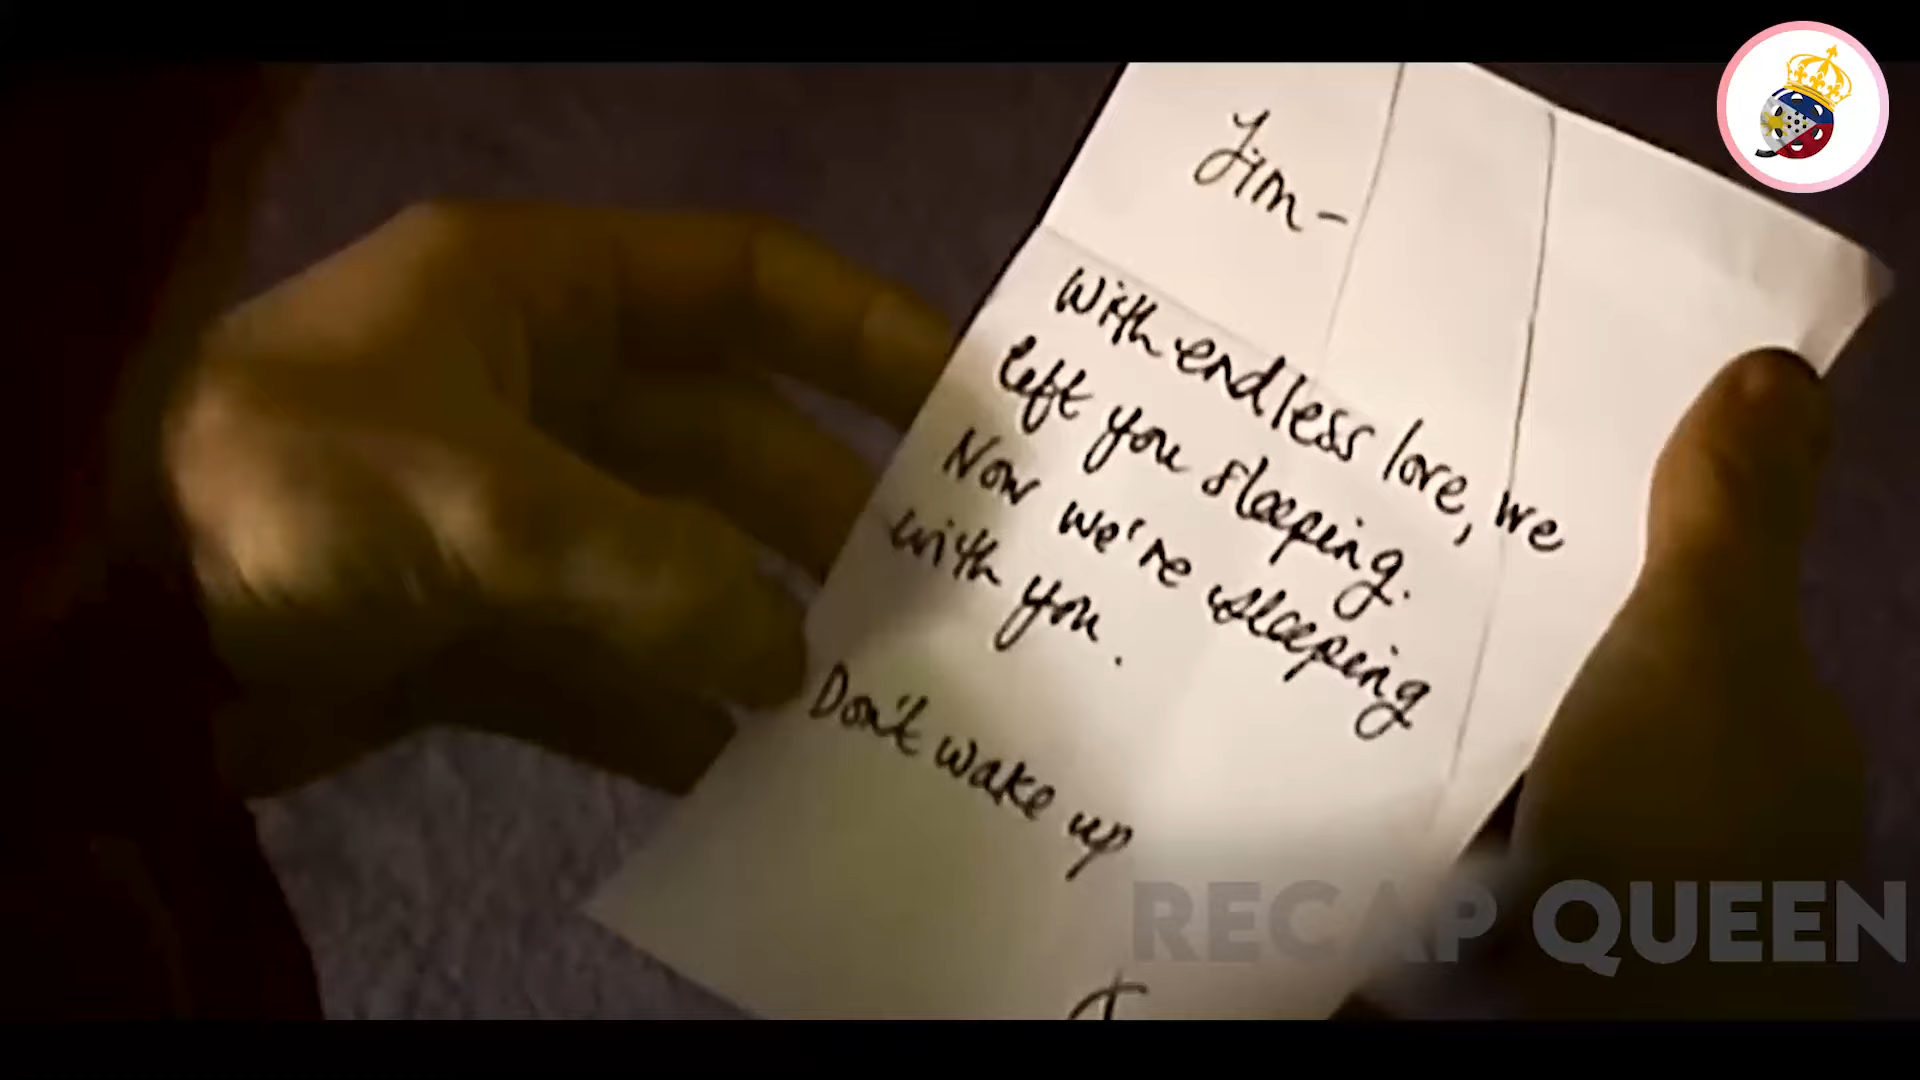 Jim-
With endless love, we
left you sleeping.
Now we're sleeping
with you.
Don't wake up
RECAP QUEEN